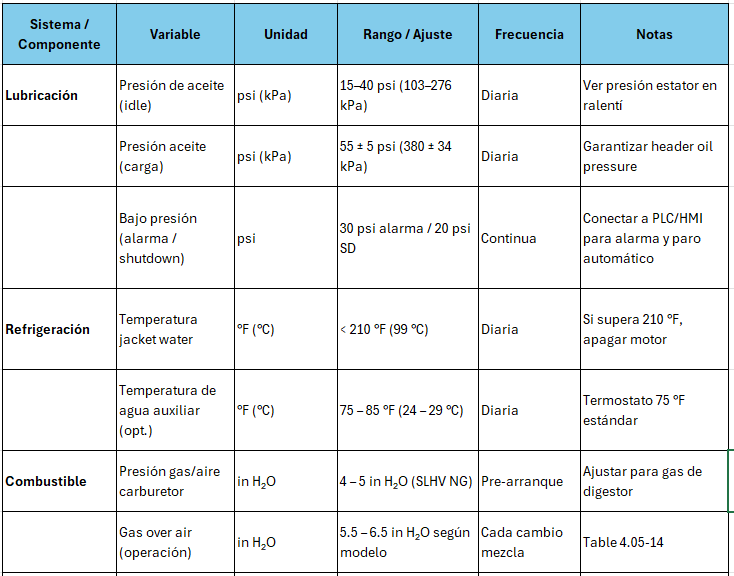 Sistema /
Componente
Variable
Unidad
Rango / Ajuste
Frecuencia
Notas
Lubricación
Presión de aceite
(idle)
psi (kPa)
15–40 psi (103–276
kPa)
Diaria
Ver presión estator en
ralentí
Presión aceite
(carga)
psi (kPa)
55 ± 5 psi (380 ± 34
kPa)
Diaria
Garantizar header oil
pressure
Bajo presión
(alarma /
shutdown)
psi
30 psi alarma / 20 psi
SD
Continua
Conectar a PLC/HMI
para alarma y paro
automático
Refrigeración
Temperatura
jacket water
°F (°C)
< 210 °F (99 °C)
Diaria
Si supera 210 °F,
apagar motor
Temperatura de
agua auxiliar
(opt.)
°F (°C)
75 – 85 °F (24 – 29 °C)
Diaria
Termostato 75 °F
estándar
Combustible
Presión gas/aire
carburetor
in H₂O
4 – 5 in H₂O (SLHV NG)
Pre-arranque
Ajustar para gas de
digestor
Gas over air
(operación)
in H₂O
5.5 – 6.5 in H₂O según
modelo
Cada cambio
mezcla
Table 4.05-14